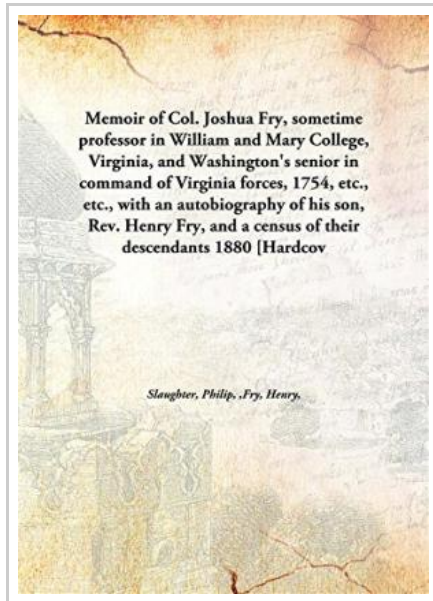 Memoir of Col. Joshua Fry, sometime
professor in William and Mary College,
Virginia, and Washington's senior in
command of Virginia forces, 1754, etc.,
etc., with an autobiography of his son,
Rev. Henry Fry, and a census of their
descendants 1880 [Hardcov
Slaughter, Philip, ,Fry, Henry,